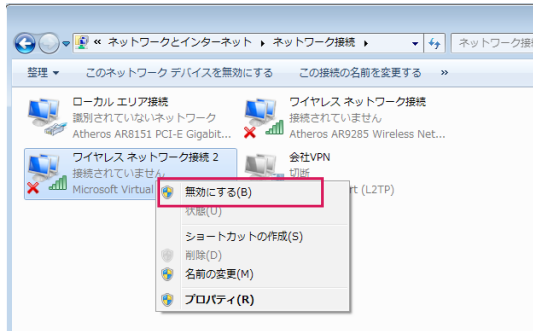 « ネットワークとインターネット ▸ ネットワーク接続 ▸ ネットワーク接
整理 ▼ このネットワーク デバイスを無効にする この接続の名前を変更する »
ローカル エリア接続
識別されていないネットワーク
Atheros AR8151 PCI-E Gigabit...
ワイヤレス ネットワーク接続
接続されていません
Atheros AR9285 Wireless Net...
ワイヤレス ネットワーク接続 2
接続されていません
Microsoft Virtual
会社VPN
切断
rt (L2TP)
無効にする(B)
状態(U)
ショートカットの作成(S)
削除(D)
名前の変更(M)
プロパティ(R)